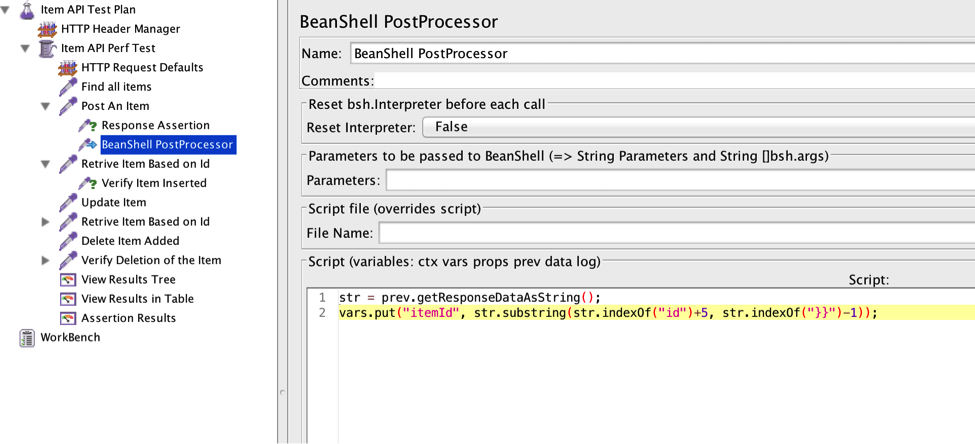 Item API Test Plan
HTTP Header Manager
Item API Perf Test
HTTP Request Defaults
Find all items
Post An Item
Response Assertion
BeanShell PostProcessor
Retrive Item Based on Id
Verify Item Inserted
Update Item
Retrive Item Based on Id
Delete Item Added
Verify Deletion of the Item
View Results Tree
View Results in Table
Assertion Results
WorkBench
BeanShell PostProcessor
Name: BeanShell PostProcessor
Comments:
Reset bsh.Interpreter before each call
Reset Interpreter: False
Parameters to be passed to BeanShell (=> String Parameters and String []bsh.args)
Parameters:
Script file (overrides script)
File Name:
Script (variables: ctx vars props prev data log)
Script:
1 str = prev.getResponseDataAsString();
2 vars.put("itemId", str.substring(str.indexOf("id")+5, str.indexOf("}}")-1));